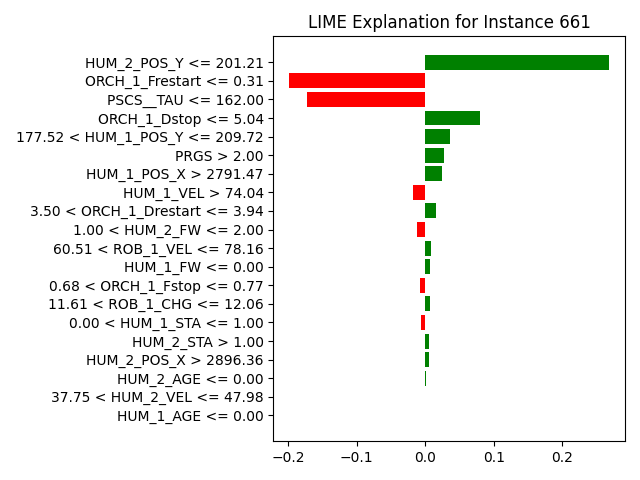 LIME Explanation for Instance 661
HUM_2_POS_Y <= 201.21
ORCH_1_Frestart <= 0.31
PSCS__TAU <= 162.00
ORCH_1_Dstop <= 5.04
177.52 < HUM_1_POS_Y <= 209.72
PRGS > 2.00
HUM_1_POS_X > 2791.47
HUM_1_VEL > 74.04
3.50 < ORCH_1_Drestart <= 3.94
1.00 < HUM_2_FW <= 2.00
60.51 < ROB_1_VEL <= 78.16
HUM_1_FW <= 0.00
0.68 < ORCH_1_Fstop <= 0.77
11.61 < ROB_1_CHG <= 12.06
0.00 < HUM_1_STA <= 1.00
HUM_2_STA > 1.00
HUM_2_POS_X > 2896.36
HUM_2_AGE <= 0.00
37.75 < HUM_2_VEL <= 47.98
HUM_1_AGE <= 0.00
−0.2 −0.1 0.0 0.1 0.2